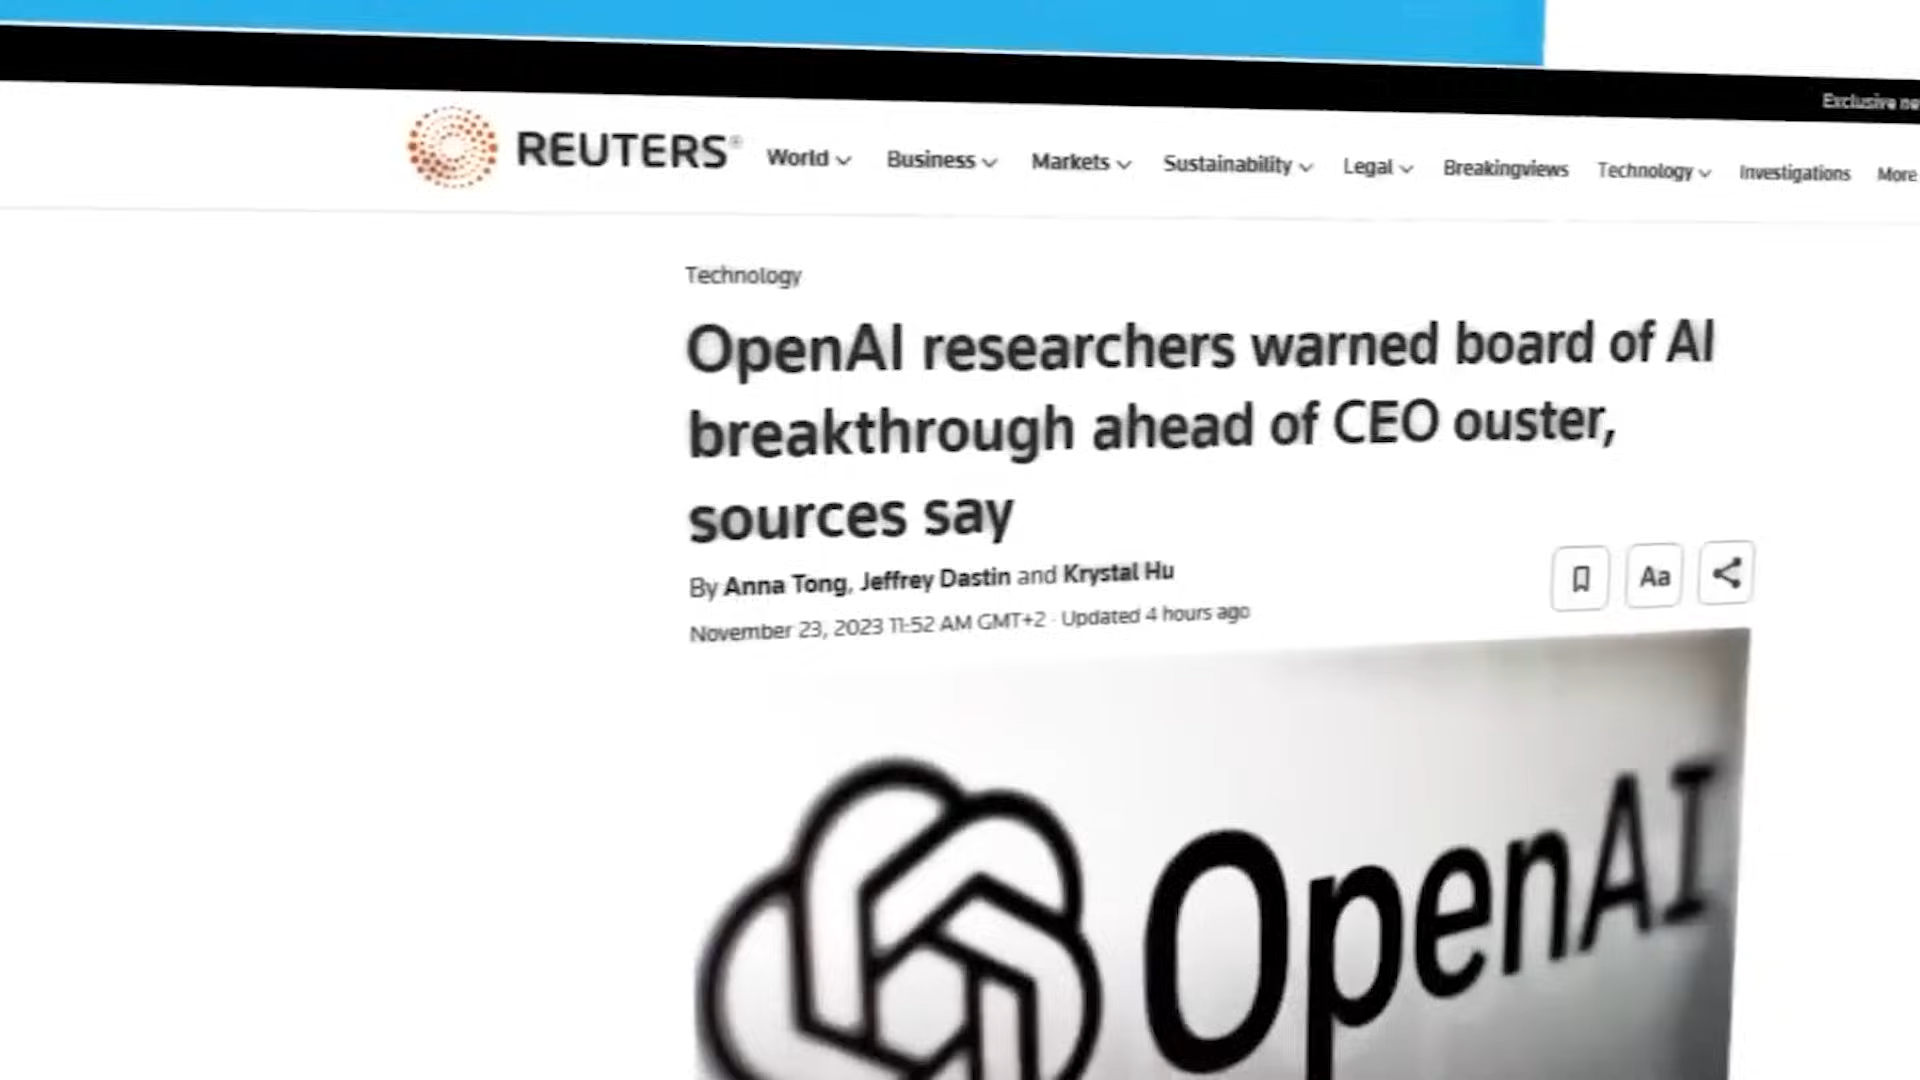 Exclusive
REUTERS®
World Business Markets Sustainability Legal Breakingviews Technology Investigations More
Technology
OpenAI researchers warned board of AI
breakthrough ahead of CEO ouster,
sources say
By Anna Tong, Jeffrey Dastin and Krystal Hu
Aa
November 23, 2023 11:52 AM GMT+2 · Updated 4 hours ago
OpenAI